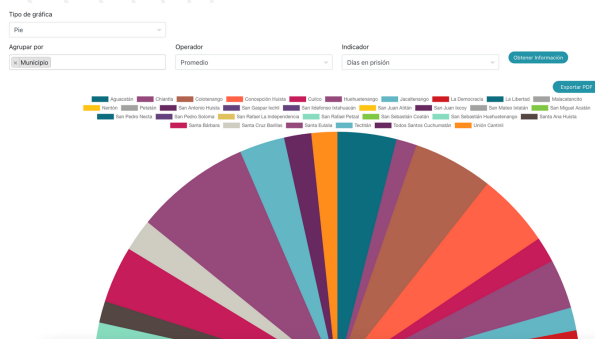 Tipo de gráfica
Pie
Agrupar por
Operador
Indicador
× Municipio
Promedio
Días en prisión
Obtener Información
Exportar PDF
Aguacatán Chiantla Colotenango Concepción Huista Cuilco Huehuetenango Jacaltenango La Democracia La Libertad Malacatancito
Nentón Petatán San Antonio Huista San Gaspar Ixchil San Ildefonso Ixtahuacán San Juan Atitán San Juan Ixcoy San Mateo Ixtatán San Miguel Acatán
San Pedro Necta San Pedro Soloma San Rafael La Independencia San Rafael Petzal San Sebastián Coatán San Sebastián Huehuetenango Santa Ana Huista
Santa Bárbara Santa Cruz Barillas Santa Eulalia Tectitán Todos Santos Cuchumatán Unión Cantinil